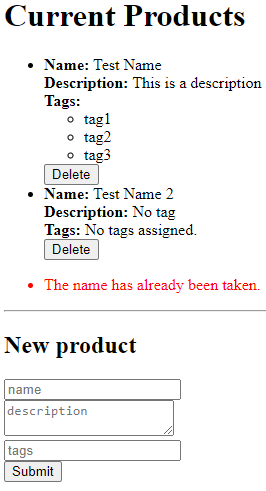 Current Products
Name: Test Name
Description: This is a description
Tags:
tag1
tag2
tag3
Delete
Name: Test Name 2
Description: No tag
Tags: No tags assigned.
Delete
The name has already been taken.
New product
name
description
tags
Submit